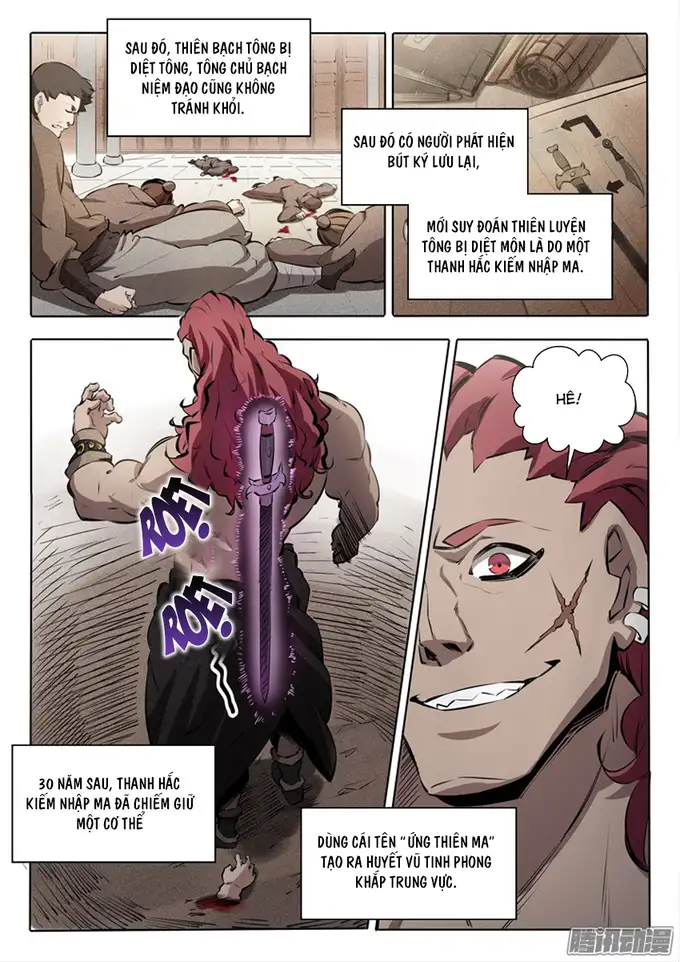 SAU ĐÓ, THIÊN BẠCH TÔNG BỊ
DIỆT TÔNG, TÔNG CHỦ BẠCH
NIỆM ĐẠO CŨNG KHÔNG
TRÁNH KHỎI.
SAU ĐÓ CÓ NGƯỜI PHÁT HIỆN
BÚT KÝ LƯU LẠI,
MỚI SUY ĐOÁN THIÊN LUYỆN
TÔNG BỊ DIỆT MÔN LÀ DO MỘT
THANH HẮC KIẾM NHẬP MA.
HÊ!
ROẸT
ROẸT
30 NĂM SAU, THANH HẮC
KIẾM NHẬP MA ĐÃ CHIẾM GIỮ
MỘT CƠ THỂ
DÙNG CÁI TÊN “ỨNG THIÊN MA”
TẠO RA HUYẾT VŨ TINH PHONG
KHẮP TRUNG VỰC.
腾讯动漫